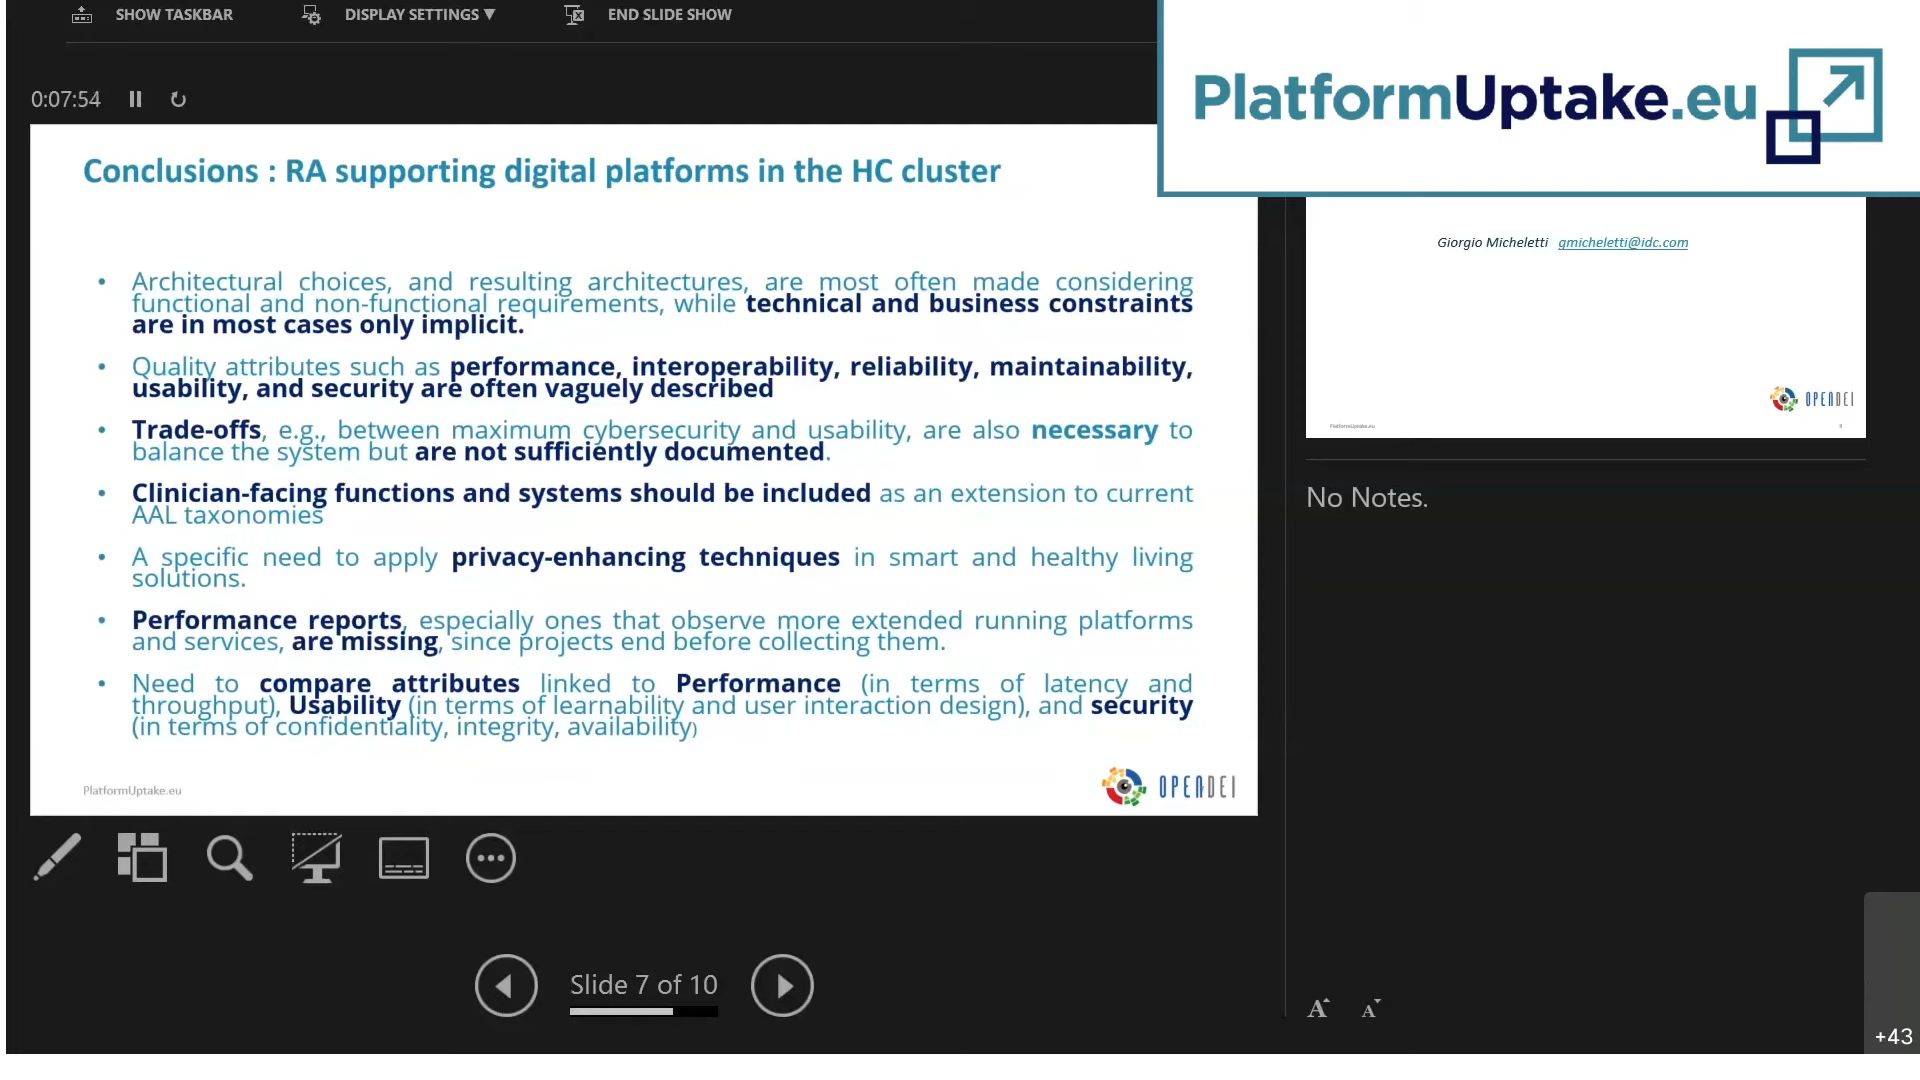 SHOW TASKBAR
DISPLAY SETTINGS ▼
END SLIDE SHOW
PlatformUptake.eu
0:07:54
Conclusions : RA supporting digital platforms in the HC cluster
• Architectural choices, and resulting architectures, are most often made considering
functional and non-functional requirements, while technical and business constraints
are in most cases only implicit.
• Quality attributes such as performance, interoperability, reliability, maintainability,
usability, and security are often vaguely described
• Trade-offs, e.g., between maximum cybersecurity and usability, are also necessary to
balance the system but are not sufficiently documented.
• Clinician-facing functions and systems should be included as an extension to current
AAL taxonomies
• A specific need to apply privacy-enhancing techniques in smart and healthy living
solutions.
• Performance reports, especially ones that observe more extended running platforms
and services, are missing, since projects end before collecting them.
• Need to compare attributes linked to Performance (in terms of latency and
throughput), Usability (in terms of learnability and user interaction design), and security
(in terms of confidentiality, integrity, availability)
PlatformUptake.eu
OPENDEI
Giorgio Micheletti gmicheletti@idc.com
OPENDEI
PlatformUptake.eu
No Notes.
Slide 7 of 10
A A
+43